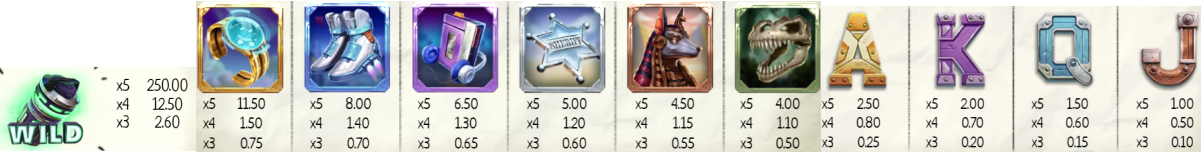 WILD
x5 250.00
x4 12.50
x3 2.60
x5 11.50
x4 1.50
x3 0.75
x5 8.00
x4 1.40
x3 0.70
x5 6.50
x4 1.30
x3 0.65
SHERIFF
x5 5.00
x4 1.20
x3 0.60
x5 4.50
x4 1.15
x3 0.55
x5 4.00
x4 1.10
x3 0.50
A
x5 2.50
x4 0.80
x3 0.25
K
x5 2.00
x4 0.70
x3 0.20
Q
x5 1.50
x4 0.60
x3 0.15
J
x5 1.00
x4 0.50
x3 0.10